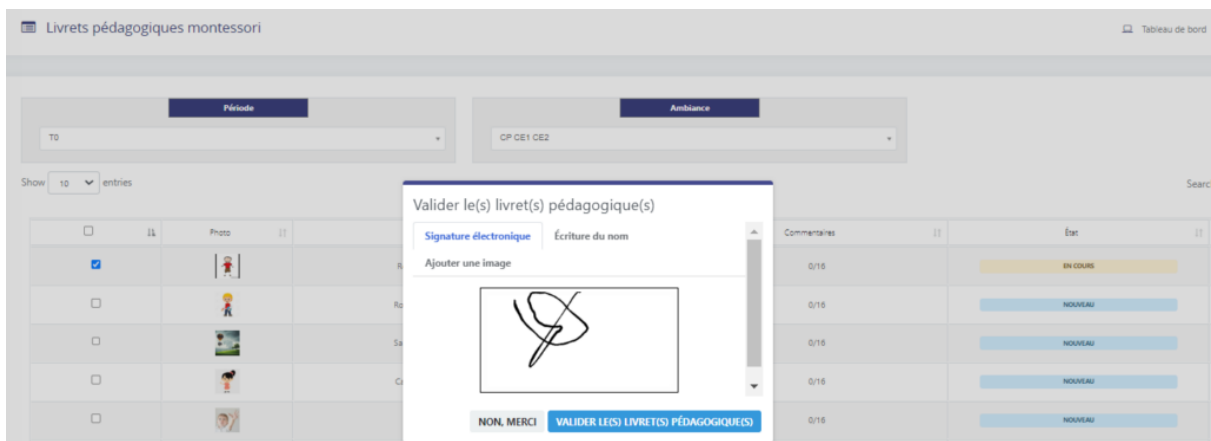 Livrets pédagogiques montessori
Tableau de bord
Période
Ambiance
T0
CP CE1 CE2
Show 10 entries
Searc
Valider le(s) livret(s) pédagogique(s)
Signature électronique
Écriture du nom
Ajouter une image
Photo
Commentaires
État
0/16
EN COURS
Ro
0/16
NOUVEAU
Sa
0/16
NOUVEAU
0/16
NOUVEAU
0/16
NOUVEAU
NON, MERCI
VALIDER LE(S) LIVRET(S) PÉDAGOGIQUE(S)